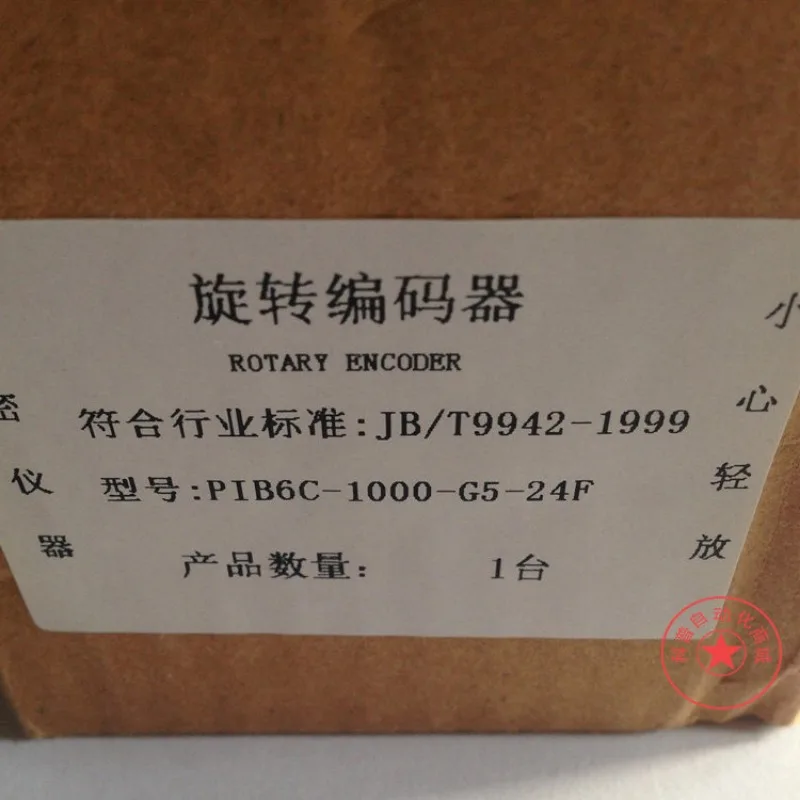 旋转编码器
ROTARY ENCODER
符合行业标准:JB/T9942-1999
型号:PIB6C-1000-G5-24F
产品数量: 1台
密仪器
小心轻放